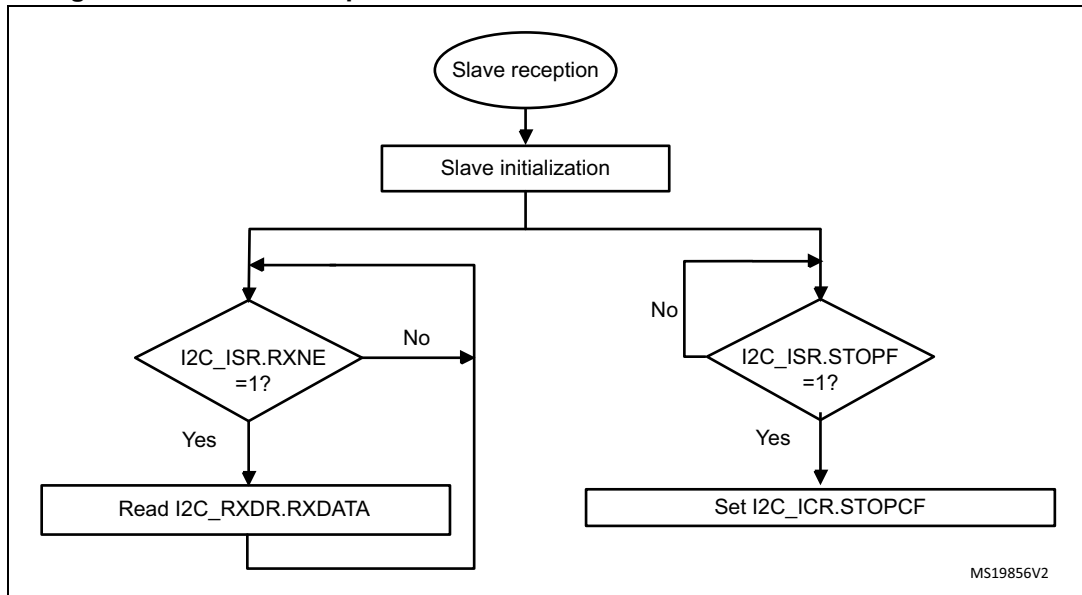 Slave reception
Slave initialization
No
No
I2C_ISR.RXNE
=1?
I2C_ISR.STOPF
=1?
Yes
Yes
Read I2C_RXDR.RXDATA
Set I2C_ICR.STOPCF
MS19856V2